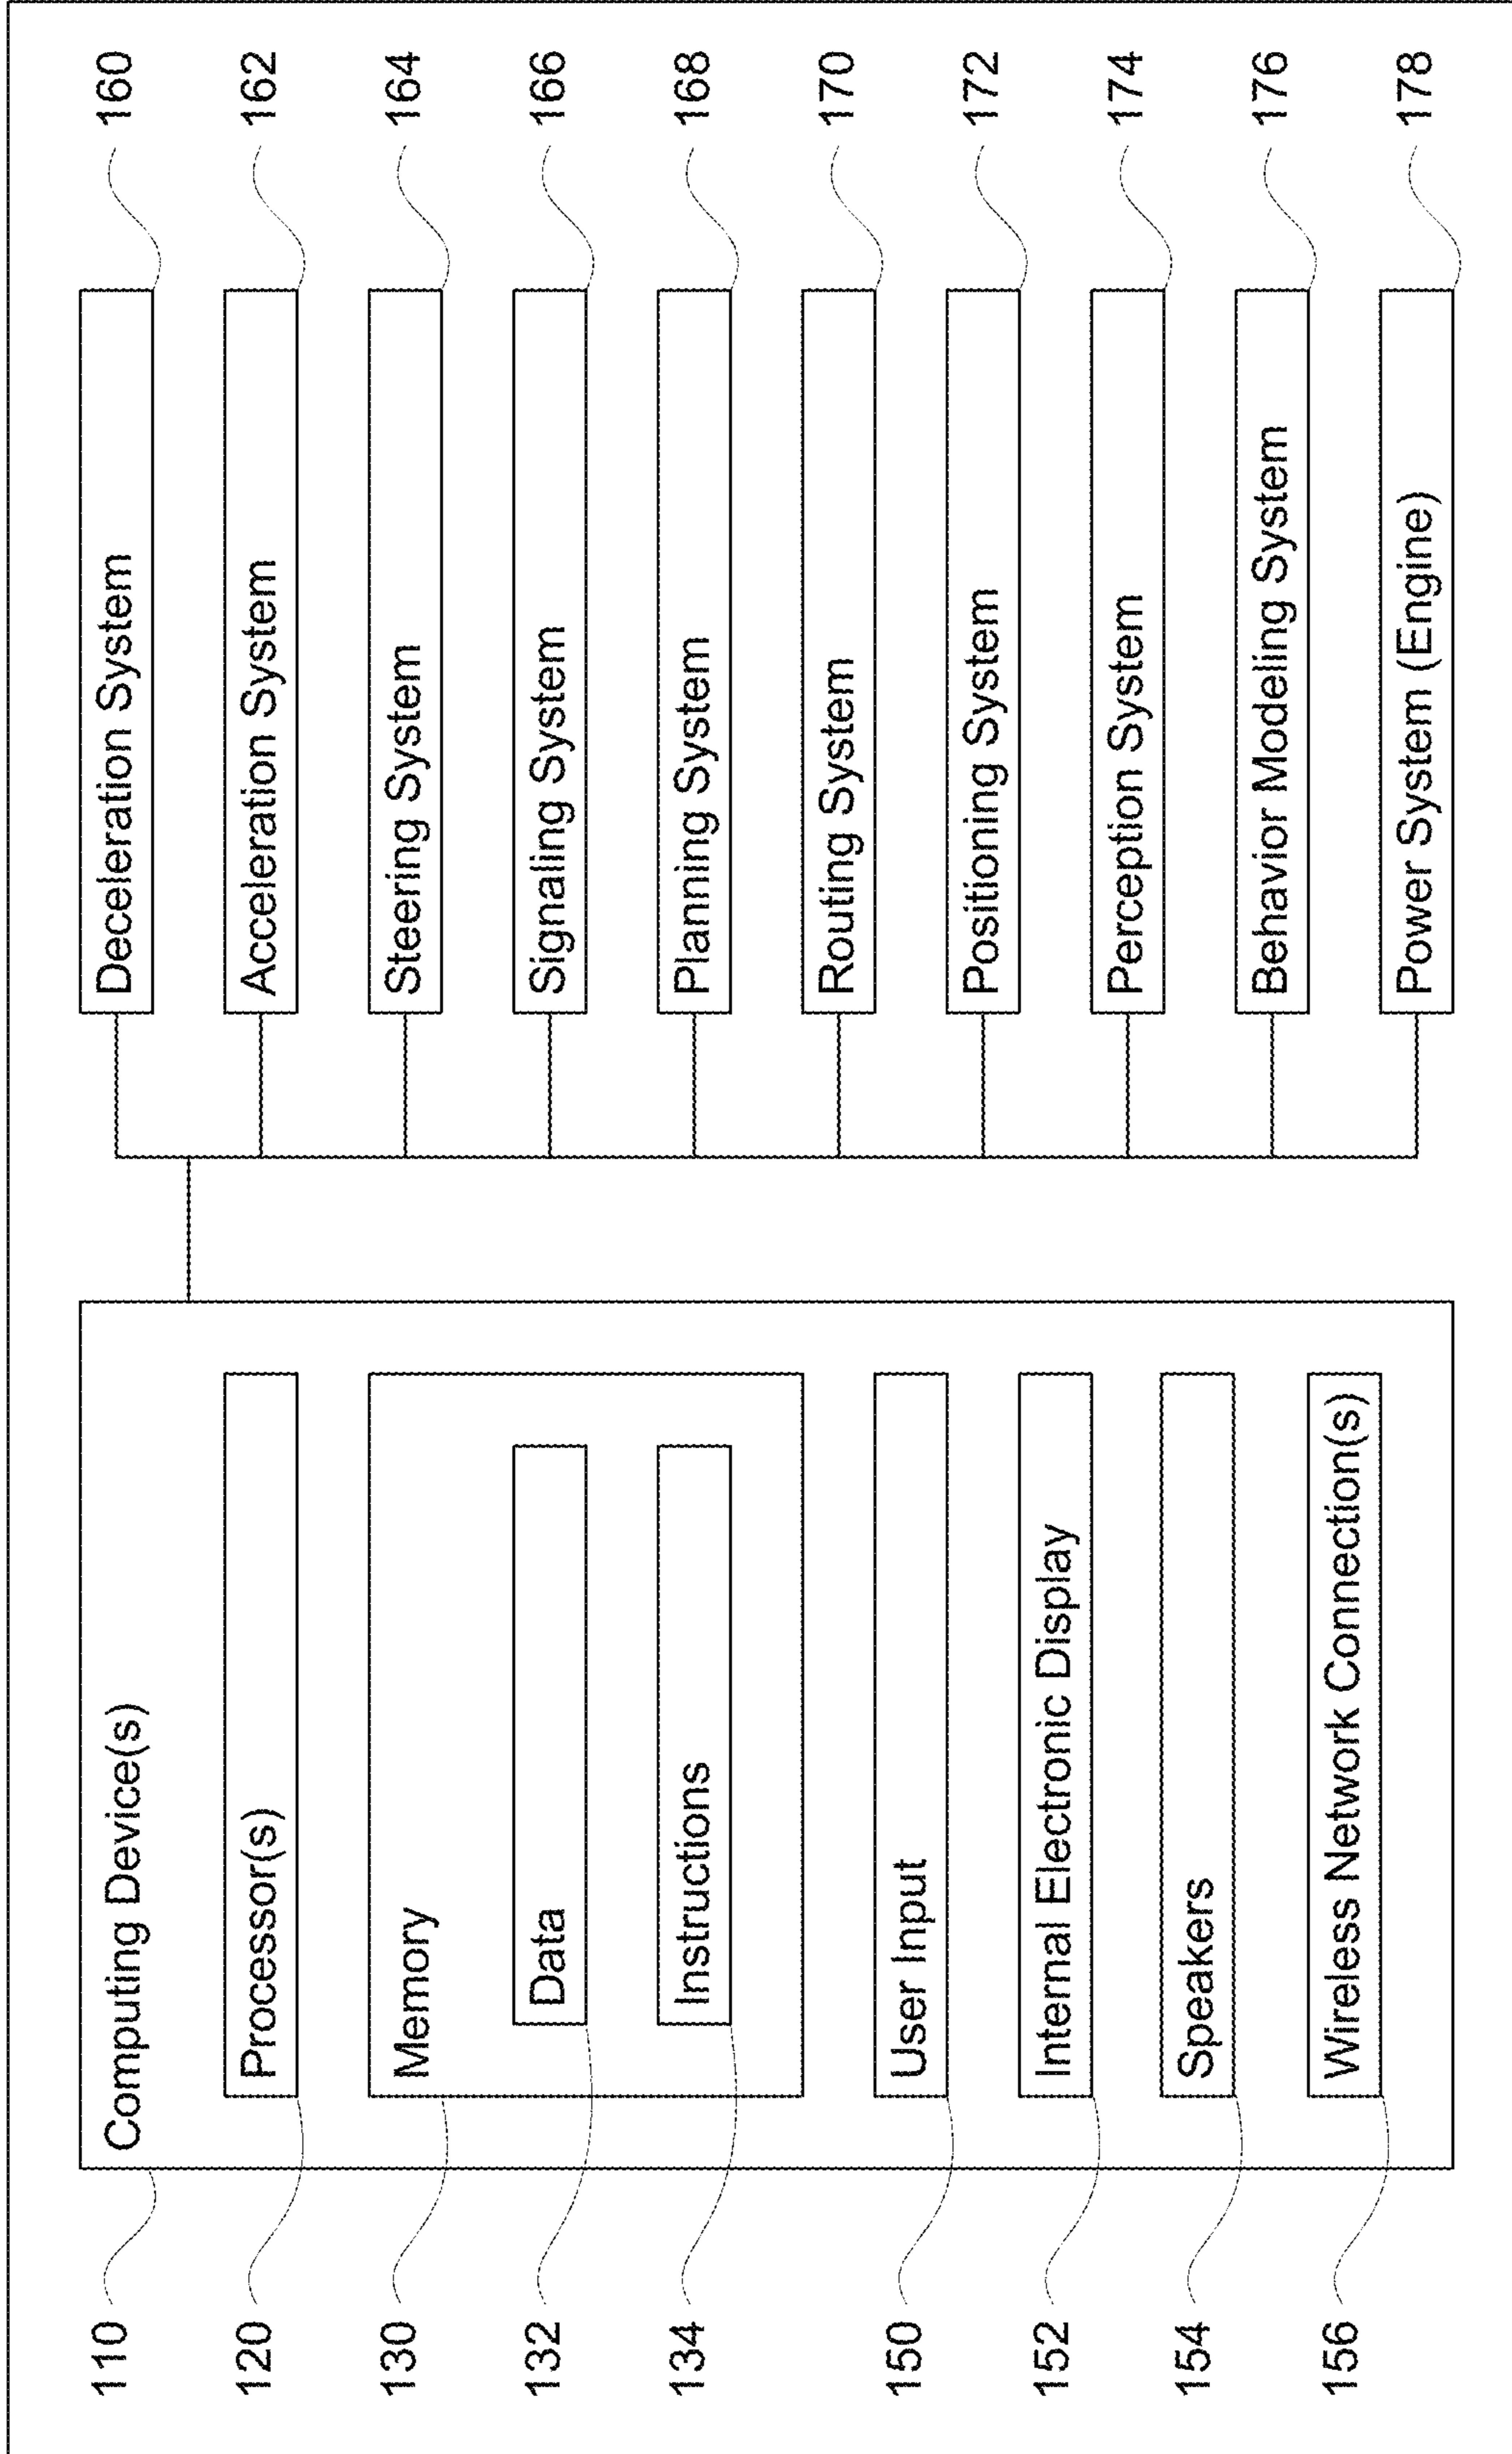 110
Computing Device(s)
120
Processor(s)
130
Memory
132
Data
134
Instructions
150
User Input
152
Internal Electronic Display
154
Speakers
156
Wireless Network Connection(s)
Deceleration System
160
Acceleration System
162
Steering System
164
Signaling System
166
Planning System
168
Routing System
170
Positioning System
172
Perception System
174
Behavior Modeling System
176
Power System (Engine)
178